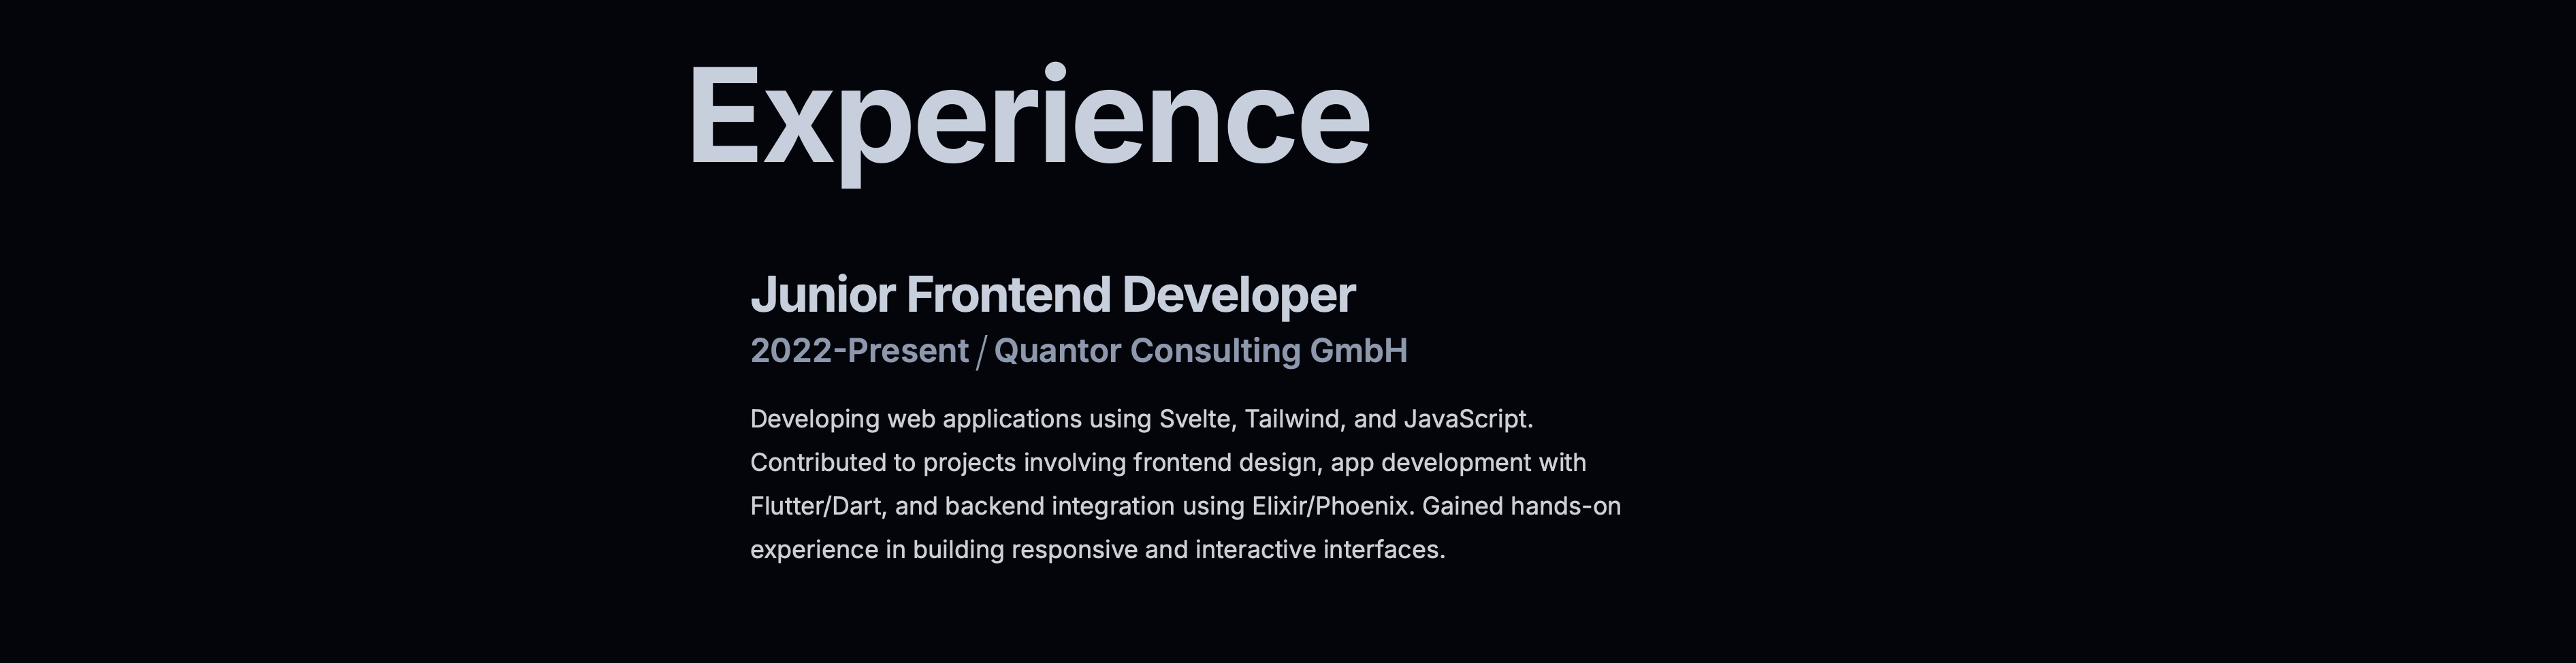 Experience
Junior Frontend Developer
2022-Present / Quantor Consulting GmbH
Developing web applications using Svelte, Tailwind, and JavaScript.
Contributed to projects involving frontend design, app development with
Flutter/Dart, and backend integration using Elixir/Phoenix. Gained hands-on
experience in building responsive and interactive interfaces.